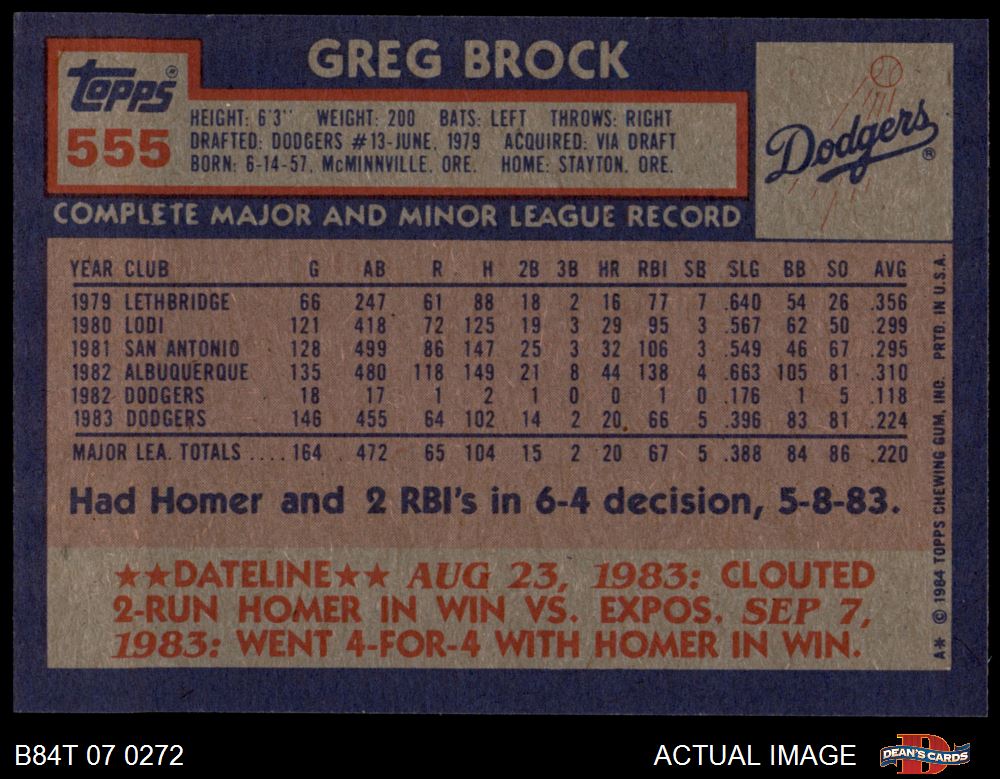 GREG BROCK
Topps®
555
HEIGHT: 6'3" WEIGHT: 200 BATS: LEFT THROWS: RIGHT
DRAFTED: DODGERS #13-JUNE, 1979 ACQUIRED: VIA DRAFT
BORN: 6-14-57, McMINNVILLE, ORE. HOME: STAYTON, ORE.
Dodgers®
COMPLETE MAJOR AND MINOR LEAGUE RECORD
YEAR CLUB G AB R H 2B 3B HR RBI SB SLG BB SO AVG
1979 LETHBRIDGE 66 247 61 88 18 2 16 77 7 .640 54 26 .356
1980 LODI 121 418 72 125 19 3 29 95 3 .567 62 50 .299
1981 SAN ANTONIO 128 499 86 147 25 3 32 106 3 .549 46 67 .295
1982 ALBUQUERQUE 135 480 118 149 21 8 44 138 4 .663 105 81 .310
1982 DODGERS 18 17 1 2 1 0 0 1 0 .176 1 5 .118
1983 DODGERS 146 455 64 102 14 2 20 66 5 .396 83 81 .224
MAJOR LEA. TOTALS .... 164 472 65 104 15 2 20 67 5 .388 84 86 .220
Had Homer and 2 RBI's in 6-4 decision, 5-8-83.
★★DATELINE★★ AUG 23, 1983: CLOUTED
2-RUN HOMER IN WIN VS. EXPOS. SEP 7,
1983: WENT 4-FOR-4 WITH HOMER IN WIN.
A* © 1984 TOPPS CHEWING GUM, INC. PRTD. IN U.S.A.
B84T 07 0272
ACTUAL IMAGE
DEAN'S CARDS